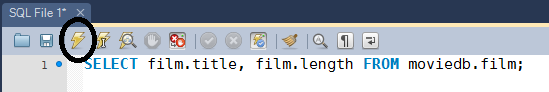 SQL File 1*
1 SELECT film.title, film.length FROM moviedb.film;